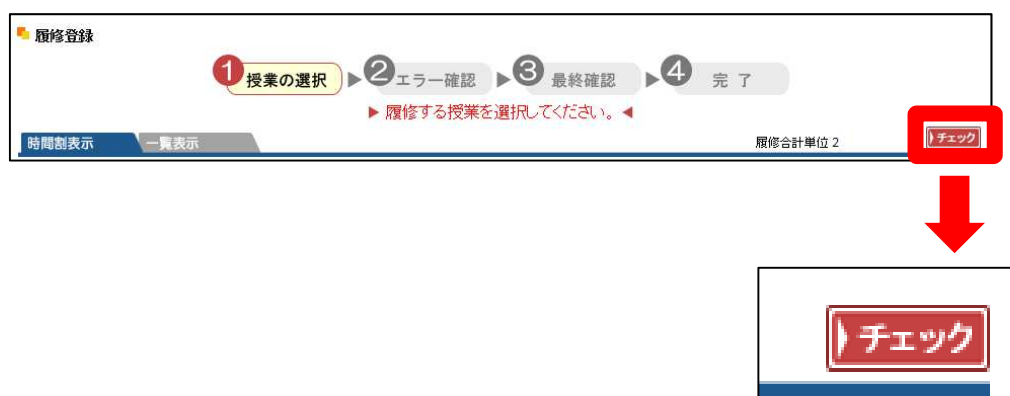 履修登録
1 授業の選択 ▶ 2 エラー確認 ▶ 3 最終確認 ▶ 4 完了
▶ 履修する授業を選択してください。 ◀
時間割表示 一覧表示 履修合計単位 2 チェック
チェック